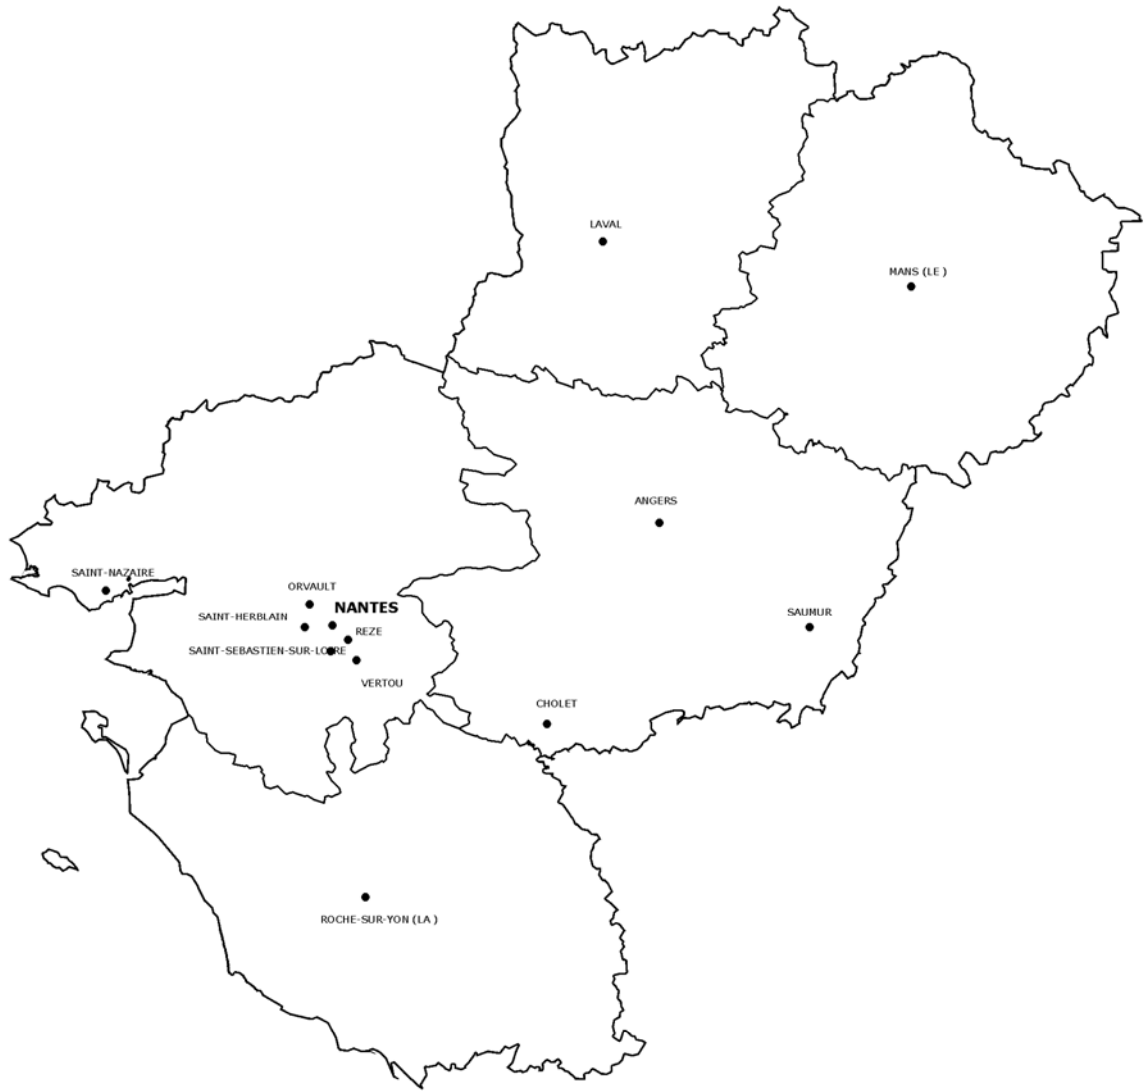 LAVAL
MANS (LE )
ANGERS
SAINT-NAZAIRE
ORVAULT
NANTES
SAINT-HERBLAIN
SAUMUR
REZE
SAINT-SEBASTIEN-SUR-LOIRE
VERTOU
CHOLET
ROCHE-SUR-YON (LA )